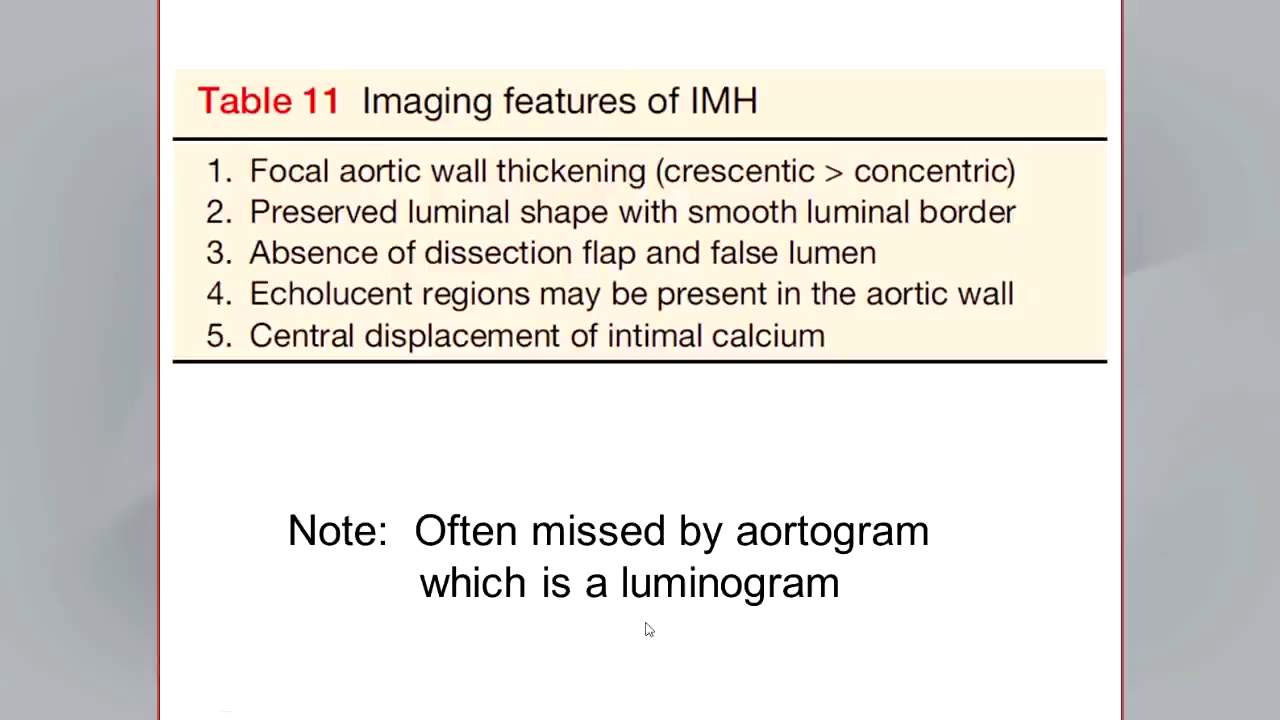 Table 11 Imaging features of IMH
1. Focal aortic wall thickening (crescentic > concentric)
2. Preserved luminal shape with smooth luminal border
3. Absence of dissection flap and false lumen
4. Echolucent regions may be present in the aortic wall
5. Central displacement of intimal calcium
Note: Often missed by aortogram
which is a luminogram